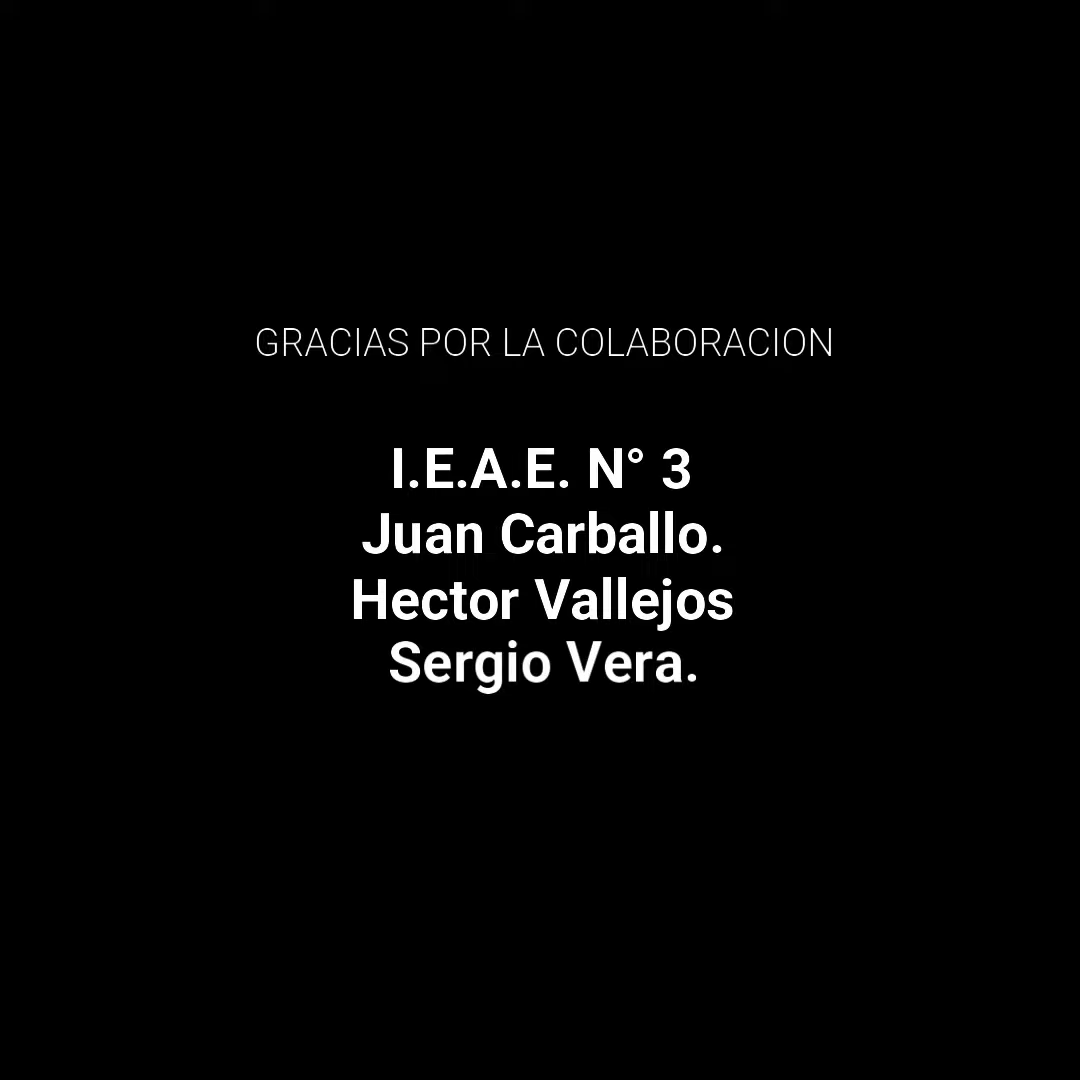 GRACIAS POR LA COLABORACION
I.E.A.E. N° 3
Juan Carballo.
Hector Vallejos
Sergio Vera.